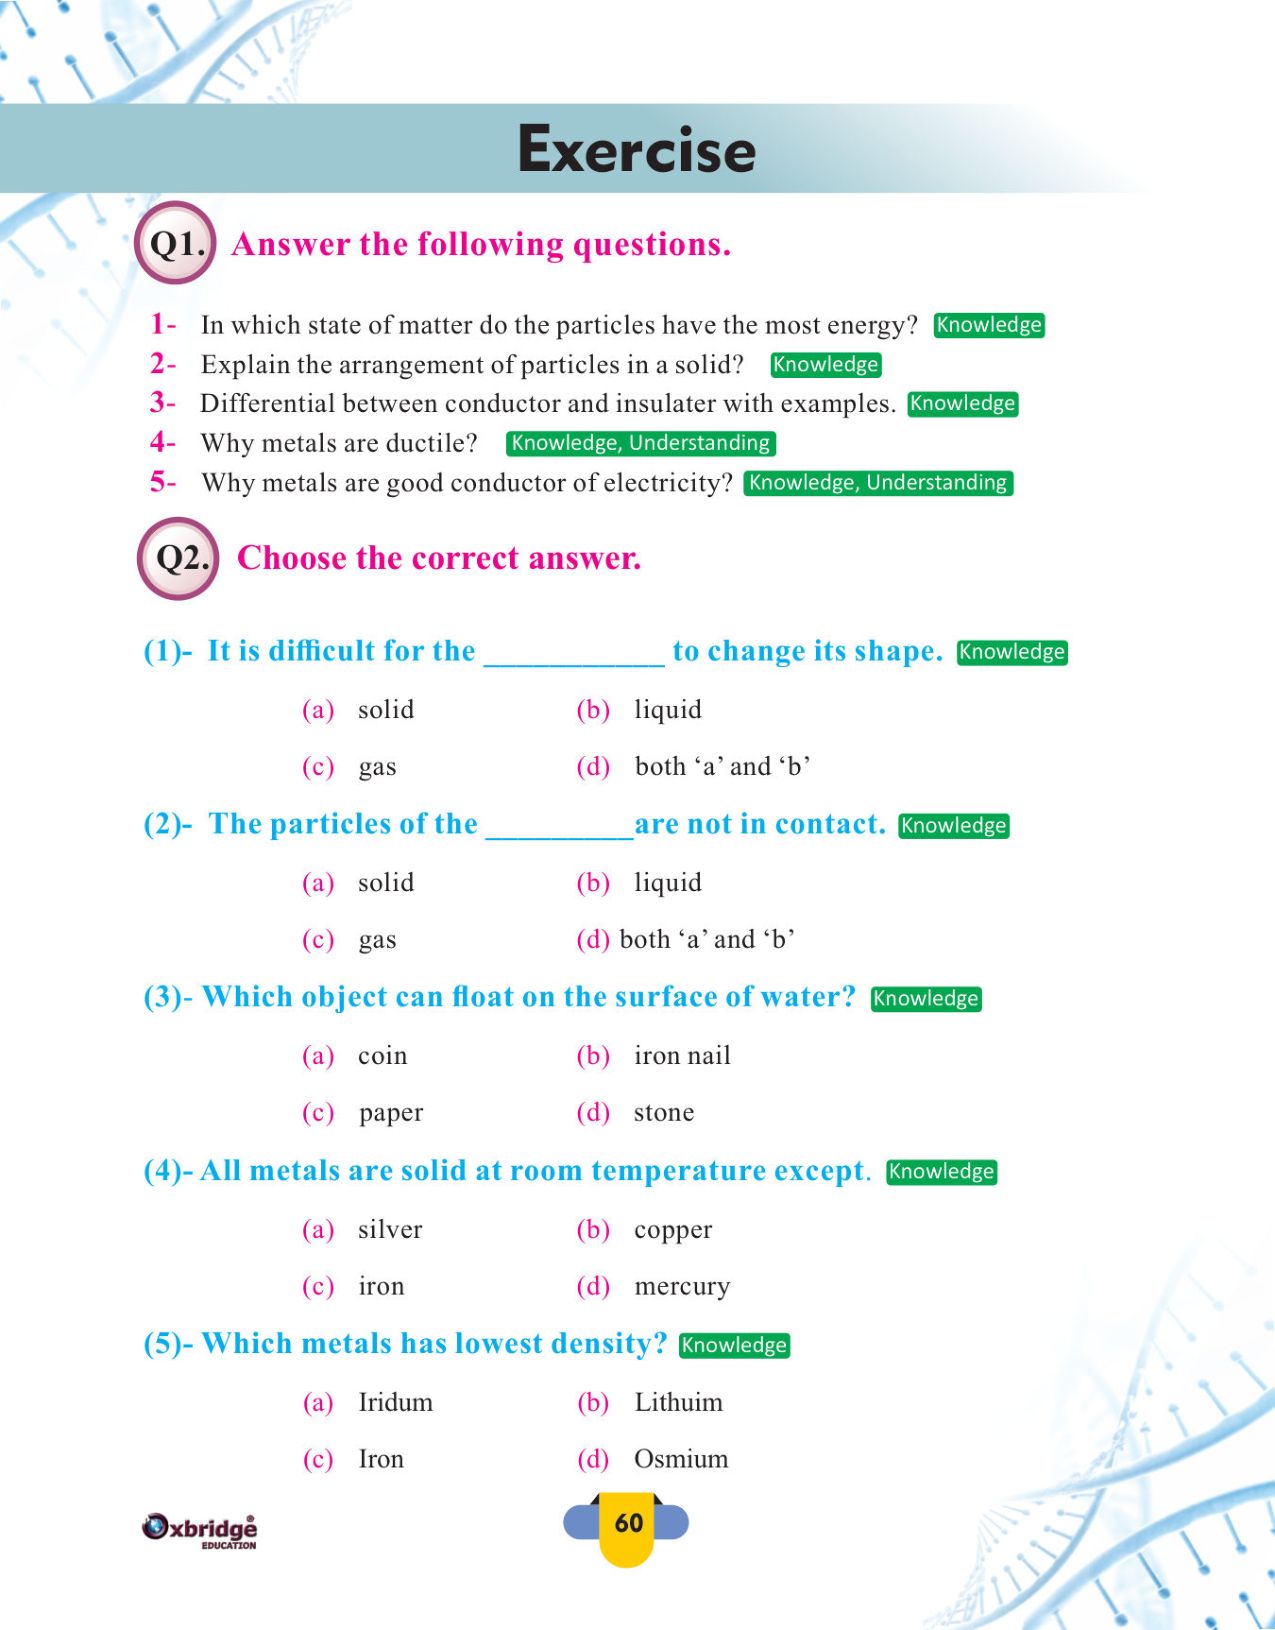 Exercise
Q1. Answer the following questions.
1- In which state of matter do the particles have the most energy? Knowledge
2- Explain the arrangement of particles in a solid? Knowledge
3- Differential between conductor and insulater with examples. Knowledge
4- Why metals are ductile? Knowledge, Understanding
5- Why metals are good conductor of electricity? Knowledge, Understanding
Q2. Choose the correct answer.
(1)- It is difficult for the ___________ to change its shape. Knowledge
(a) solid (b) liquid
(c) gas (d) both ‘a’ and ‘b’
(2)- The particles of the _________are not in contact. Knowledge
(a) solid (b) liquid
(c) gas (d) both ‘a’ and ‘b’
(3)- Which object can float on the surface of water? Knowledge
(a) coin (b) iron nail
(c) paper (d) stone
(4)- All metals are solid at room temperature except. Knowledge
(a) silver (b) copper
(c) iron (d) mercury
(5)- Which metals has lowest density? Knowledge
(a) Iridum (b) Lithuim
(c) Iron (d) Osmium
Oxbridge®
EDUCATION
60